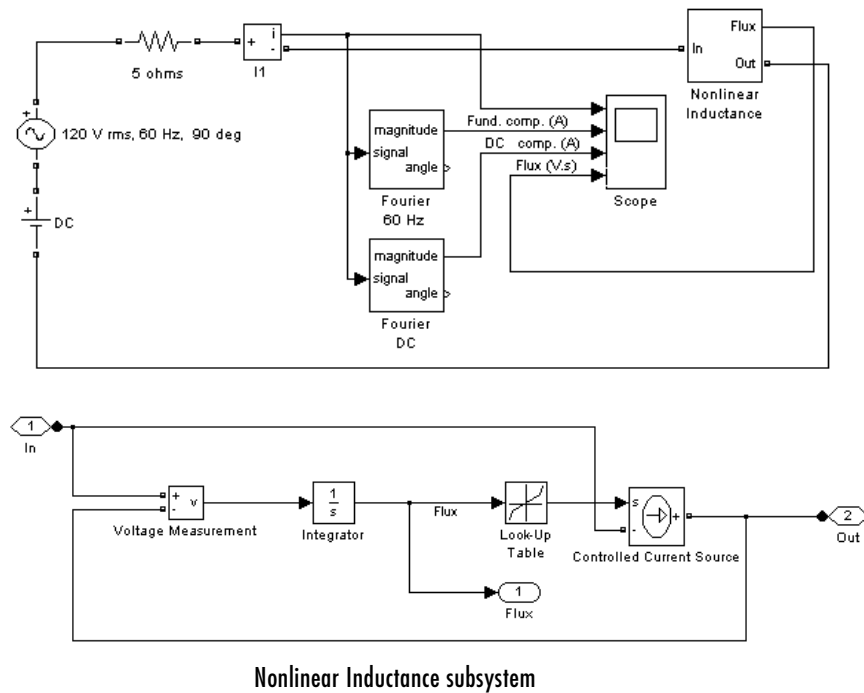 i
+
-
I1
5 ohms
Flux
In
Out
Nonlinear
Inductance
+
120 V rms, 60 Hz, 90 deg
+
DC
magnitude
signal
angle
Fourier
60 Hz
magnitude
signal
angle
Fourier
DC
Fund. comp. (A)
DC comp. (A)
Flux (V.s)
Scope
1
In
+
-
v
Voltage Measurement
1
s
Integrator
Flux
Look-Up
Table
s
-
+
Controlled Current Source
2
Out
1
Flux
Nonlinear Inductance subsystem